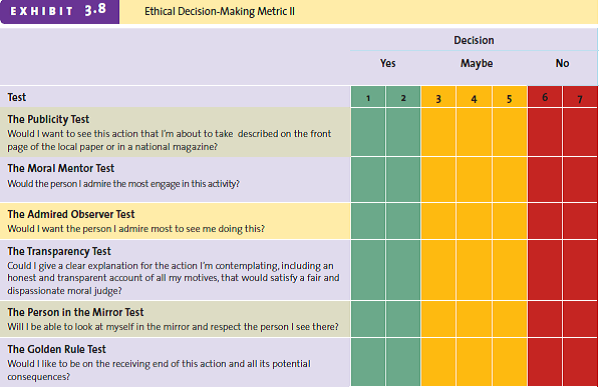 EXHIBIT 3.8
Ethical Decision-Making Metric II
Decision
Yes Maybe No
Test 1 2 3 4 5 6 7
The Publicity Test
Would I want to see this action that I'm about to take described on the front
page of the local paper or in a national magazine?
The Moral Mentor Test
Would the person I admire the most engage in this activity?
The Admired Observer Test
Would I want the person I admire most to see me doing this?
The Transparency Test
Could I give a clear explanation for the action I'm contemplating, including an
honest and transparent account of all my motives, that would satisfy a fair and
dispassionate moral judge?
The Person in the Mirror Test
Will I be able to look at myself in the mirror and respect the person I see there?
The Golden Rule Test
Would I like to be on the receiving end of this action and all its potential
consequences?